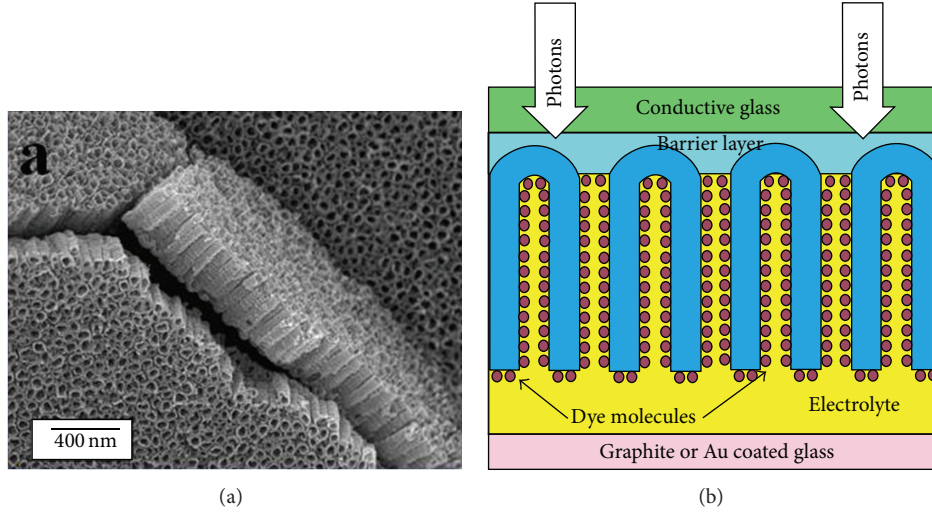 a
400 nm
(a)
Photons
Photons
Conductive glass
Barrier layer
Dye molecules
Electrolyte
Graphite or Au coated glass
(b)